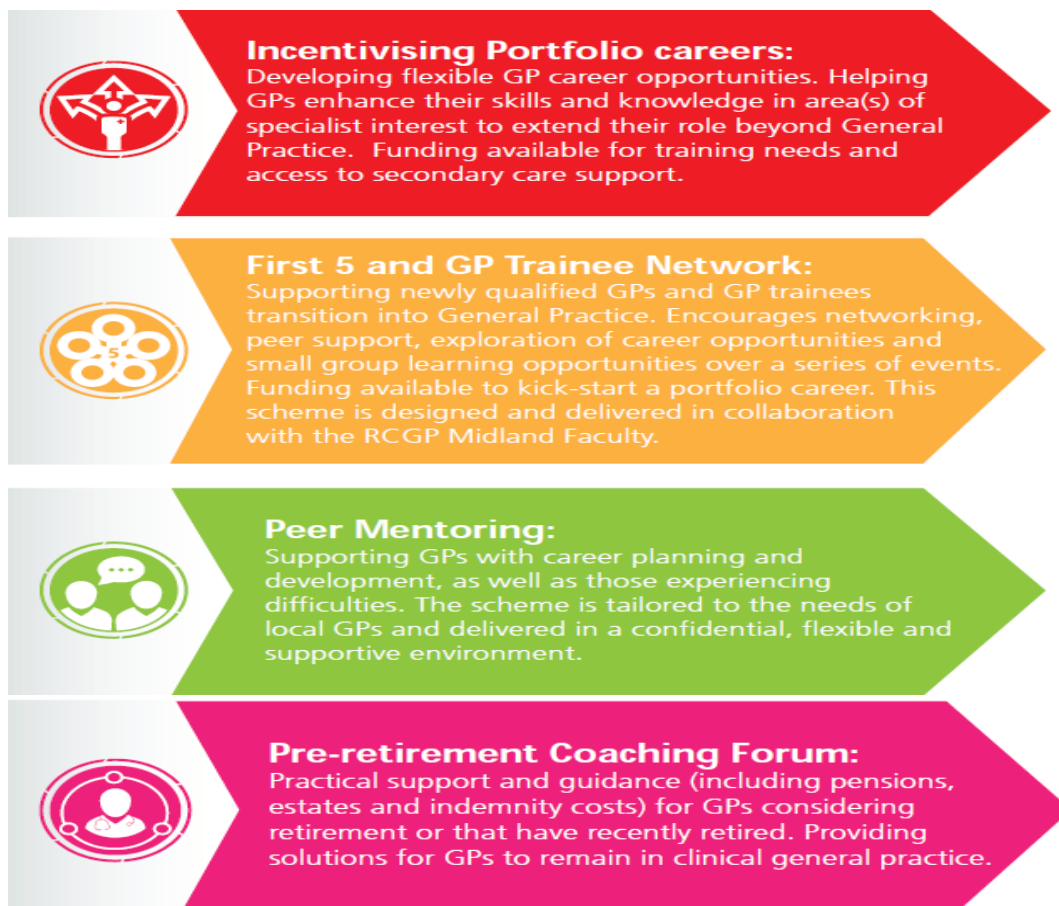 Incentivising Portfolio careers:
Developing flexible GP career opportunities. Helping
GPs enhance their skills and knowledge in area(s) of
specialist interest to extend their role beyond General
Practice.  Funding available for training needs and
access to secondary care support.
First 5 and GP Trainee Network:
Supporting newly qualified GPs and GP trainees
transition into General Practice. Encourages networking,
peer support, exploration of career opportunities and
small group learning opportunities over a series of events.
Funding available to kick-start a portfolio career. This
scheme is designed and delivered in collaboration
with the RCGP Midland Faculty.
5
Peer Mentoring:
Supporting GPs with career planning and
development, as well as those experiencing
difficulties. The scheme is tailored to the needs of
local GPs and delivered in a confidential, flexible and
supportive environment.
Pre-retirement Coaching Forum:
Practical support and guidance (including pensions,
estates and indemnity costs) for GPs considering
retirement or that have recently retired. Providing
solutions for GPs to remain in clinical general practice.